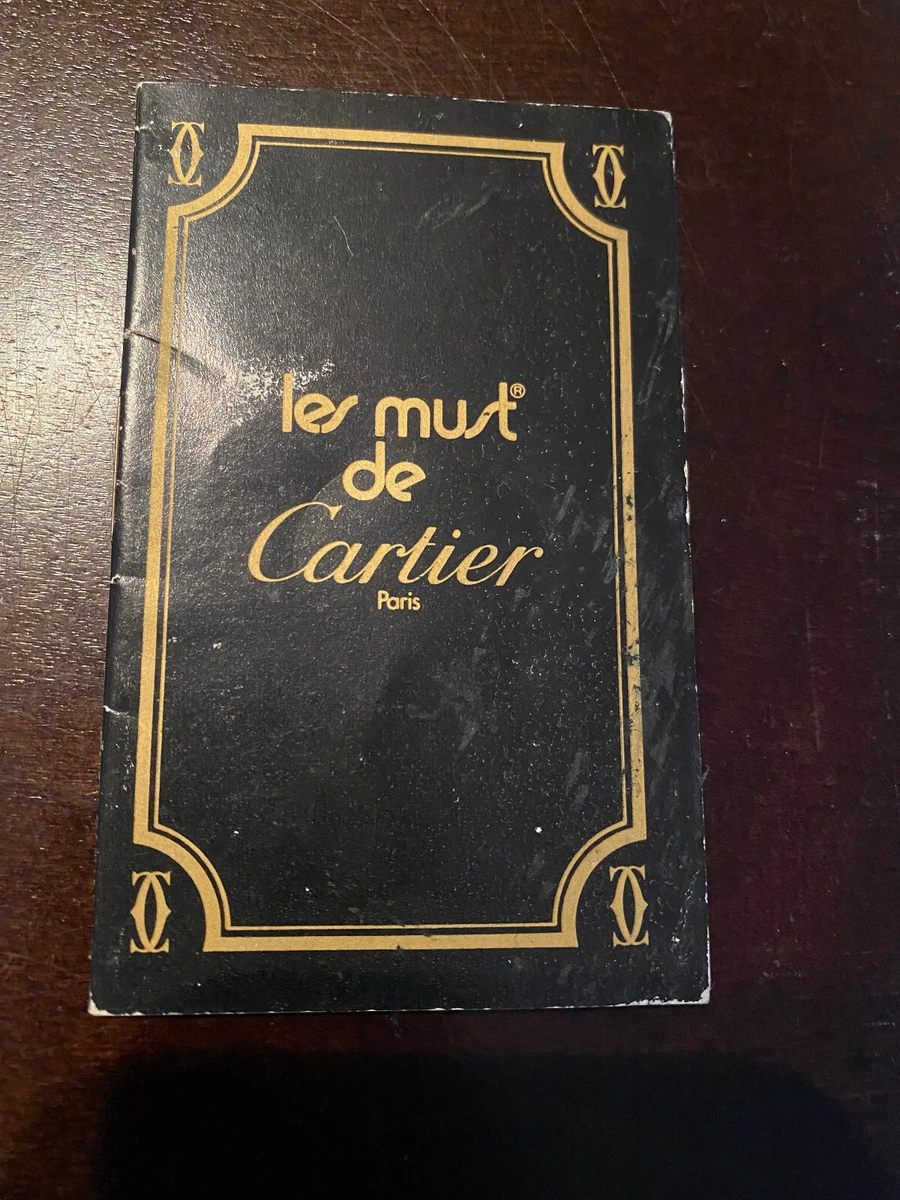 les must®
de
Cartier
Paris